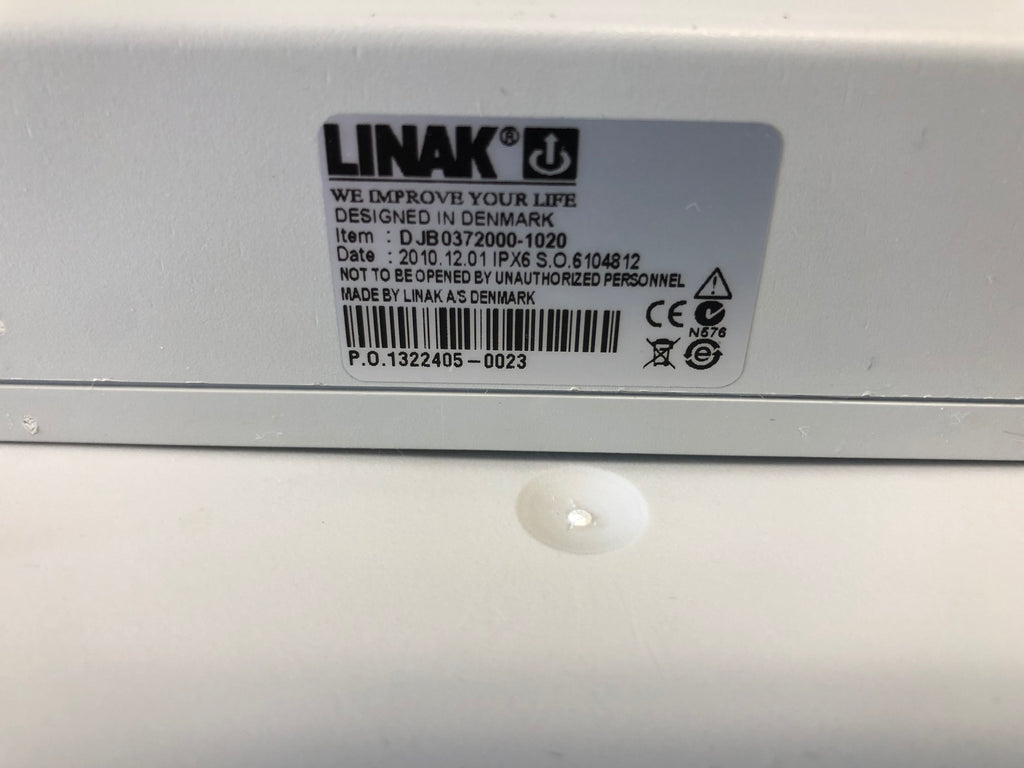 LINAK®
WE IMPROVE YOUR LIFE
DESIGNED IN DENMARK
Item : DJB0372000-1020
Date : 2010.12.01 IPX6 S.O.6104812
NOT TO BE OPENED BY UNAUTHORIZED PERSONNEL
MADE BY LINAK A/S DENMARK
CE
N676
e
P.O.1322405-0023